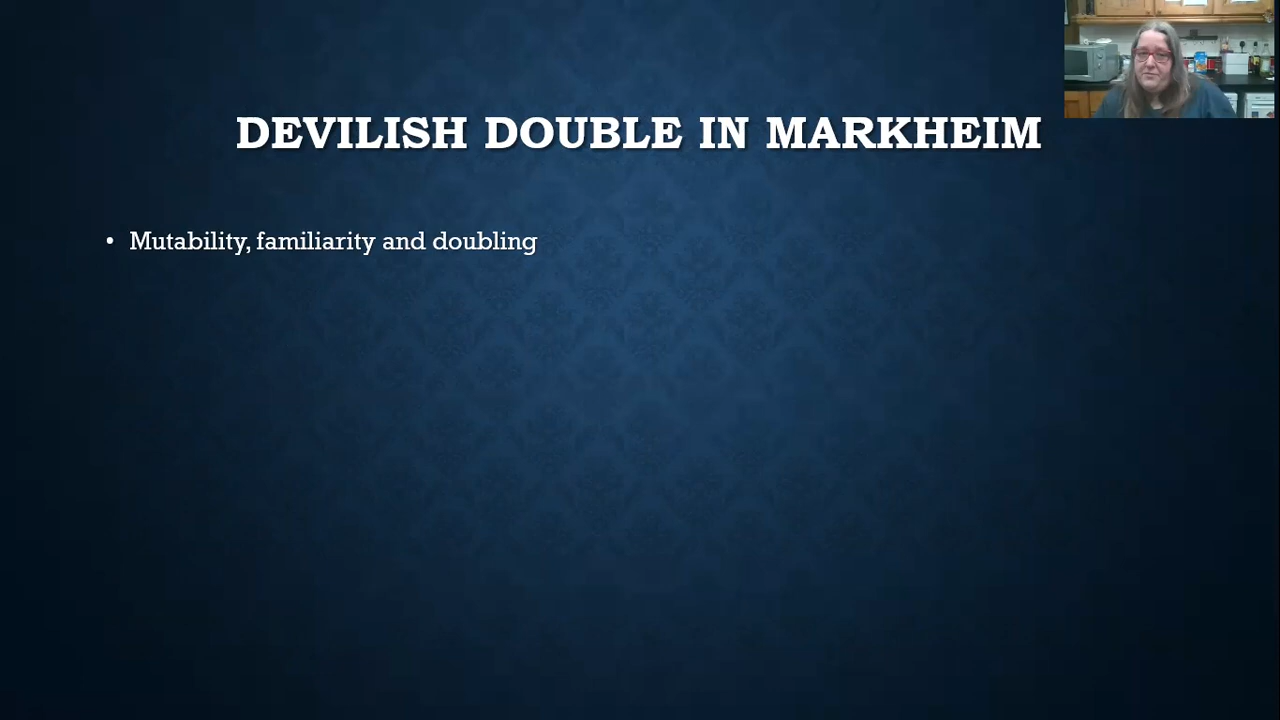 DEVILISH DOUBLE IN MARKHEIM
• Mutability, familiarity and doubling